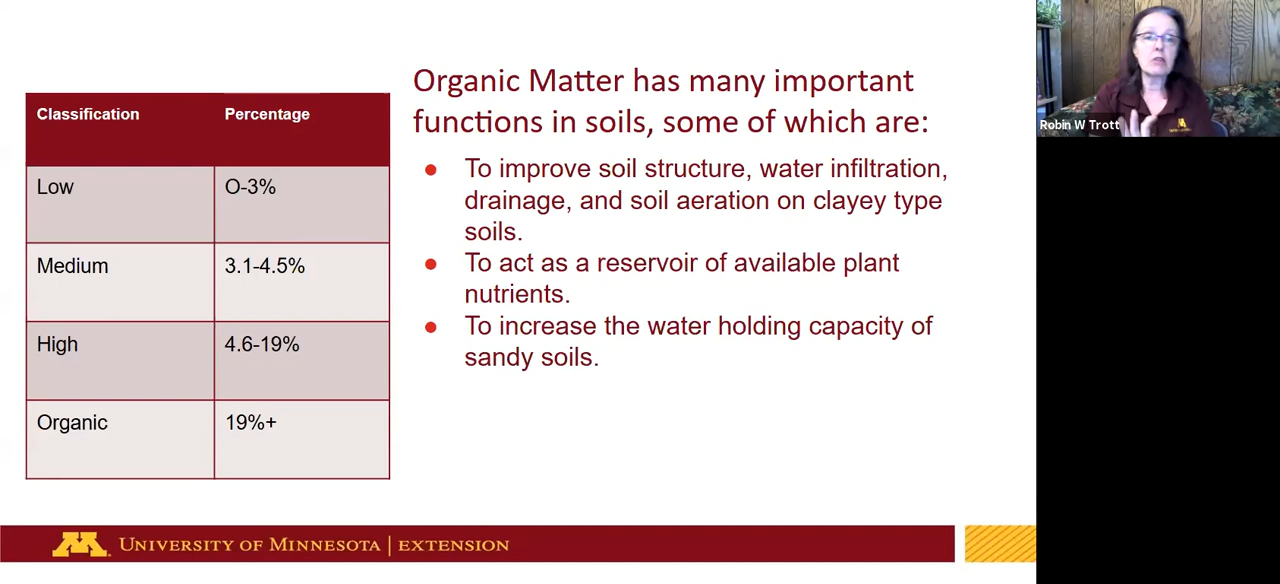 Organic Matter has many important
functions in soils, some of which are:
Classification Percentage
Low O-3%
Medium 3.1-4.5%
High 4.6-19%
Organic 19%+
● To improve soil structure, water infiltration,
drainage, and soil aeration on clayey type
soils.
● To act as a reservoir of available plant
nutrients.
● To increase the water holding capacity of
sandy soils.
Robin W Trott
M
UNIVERSITY OF MINNESOTA | EXTENSION